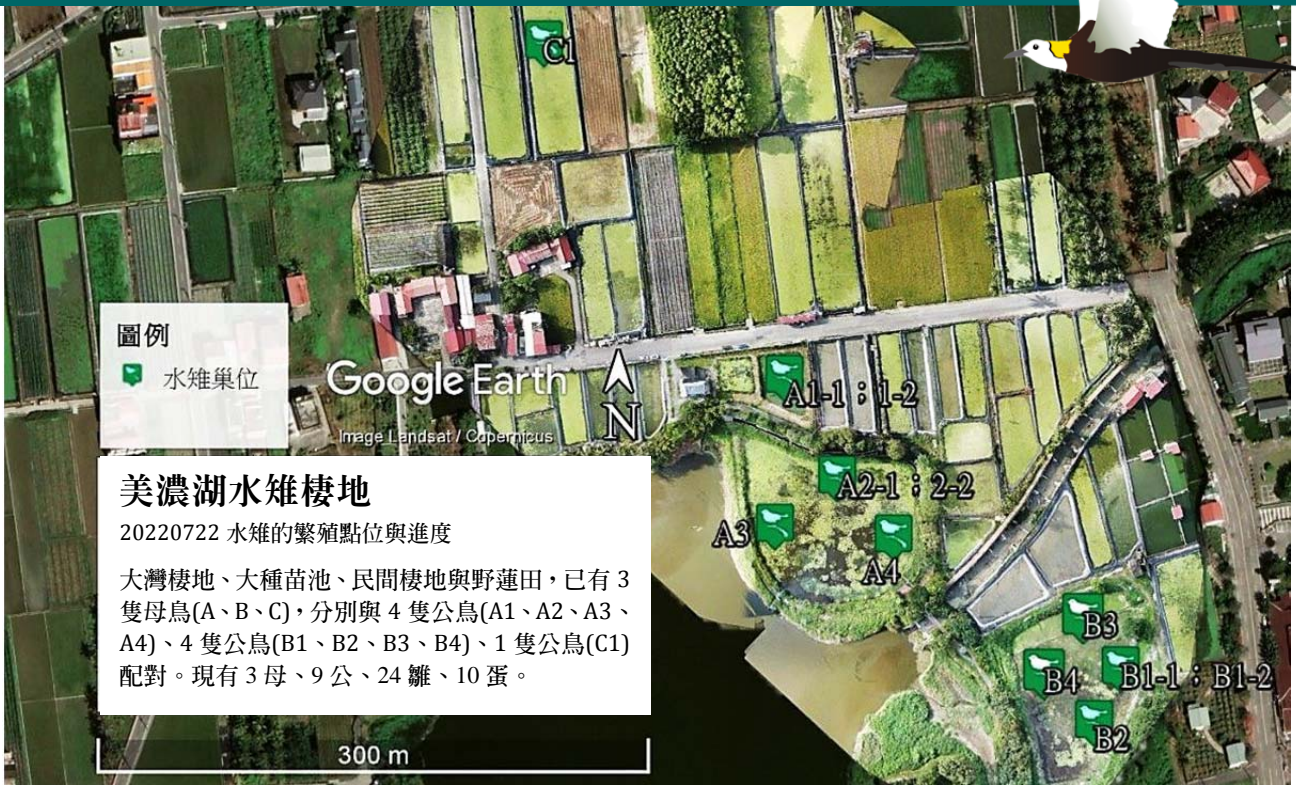 C1
圖例
水雉巢位
Google Earth
N
Image Landsat / Copernicus
A1-1；1-2
A2-1；2-2
A3
A4
美濃湖水雉棲地
20220722 水雉的繁殖點位與進度
大灣棲地、大種苗池、民間棲地與野蓮田，已有 3
隻母鳥(A、B、C)，分別與 4 隻公鳥(A1、A2、A3、
A4)、4 隻公鳥(B1、B2、B3、B4)、1 隻公鳥(C1)
配對。現有 3 母、9 公、24 雛、10 蛋。
B3
B4
B1-1；B1-2
B2
300 m